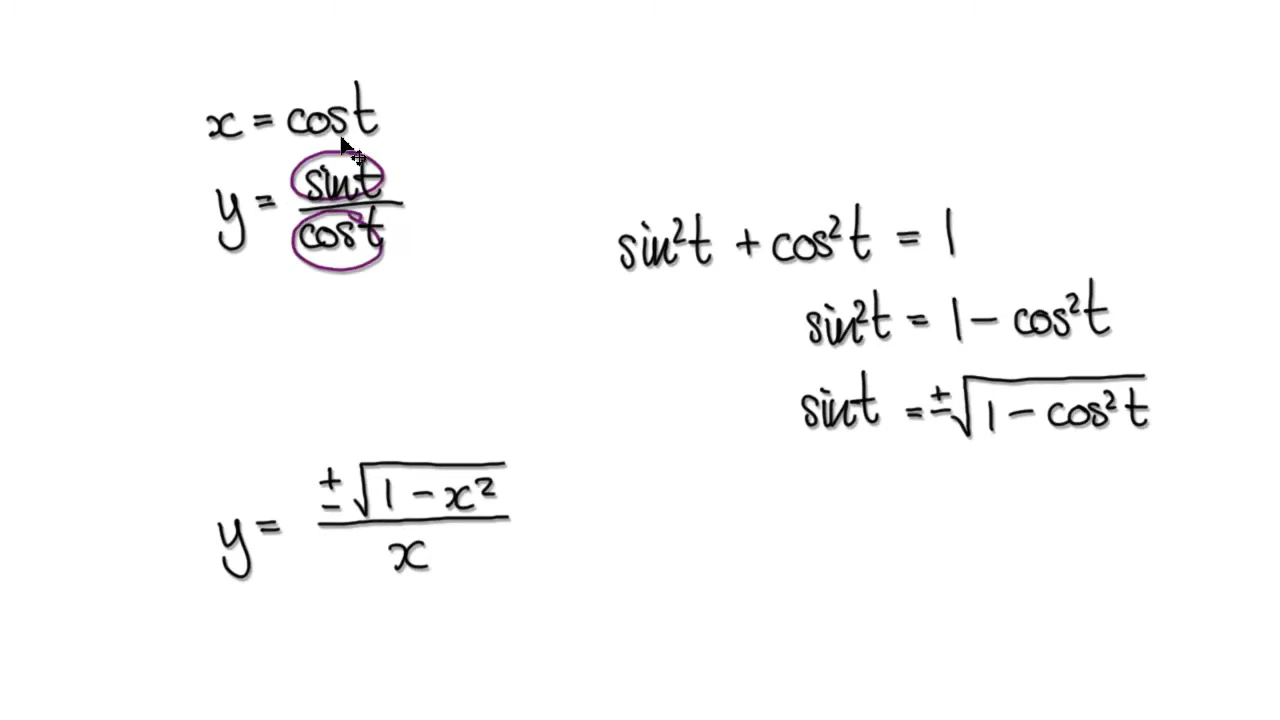 x = cost
y = sint/cost
sin²t + cos²t = 1
sin²t = 1 − cos²t
sint = ±√(1 − cos²t)
y = ±√(1 − x²)/x